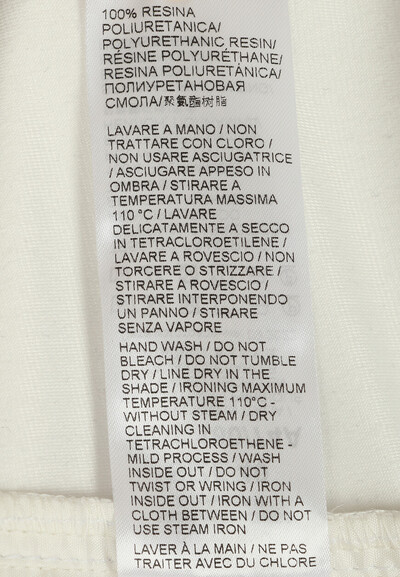 100% RESINA
POLIURETANICA/
POLYURETHANIC RESIN/
RÉSINE POLYURÉTHANE/
RESINA POLIURETÁNICA/
ПОЛИУРЕТАНОВАЯ
СМОЛА/聚氨酯树脂
LAVARE A MANO / NON
TRATTARE CON CLORO /
NON USARE ASCIUGATRICE
/ ASCIUGARE APPESO IN
OMBRA / STIRARE A
TEMPERATURA MASSIMA
110 °C / LAVARE
DELICATAMENTE A SECCO
IN TETRACLOROETILENE /
LAVARE A ROVESCIO / NON
TORCERE O STRIZZARE /
STIRARE A ROVESCIO /
STIRARE INTERPONENDO
UN PANNO / STIRARE
SENZA VAPORE
HAND WASH / DO NOT
BLEACH / DO NOT TUMBLE
DRY / LINE DRY IN THE
SHADE / IRONING MAXIMUM
TEMPERATURE 110°C -
WITHOUT STEAM / DRY
CLEANING IN
TETRACHLOROETHENE -
MILD PROCESS / WASH
INSIDE OUT / DO NOT
TWIST OR WRING / IRON
INSIDE OUT / IRON WITH A
CLOTH BETWEEN / DO NOT
USE STEAM IRON
LAVER À LA MAIN / NE PAS
TRAITER AVEC DU CHLORE